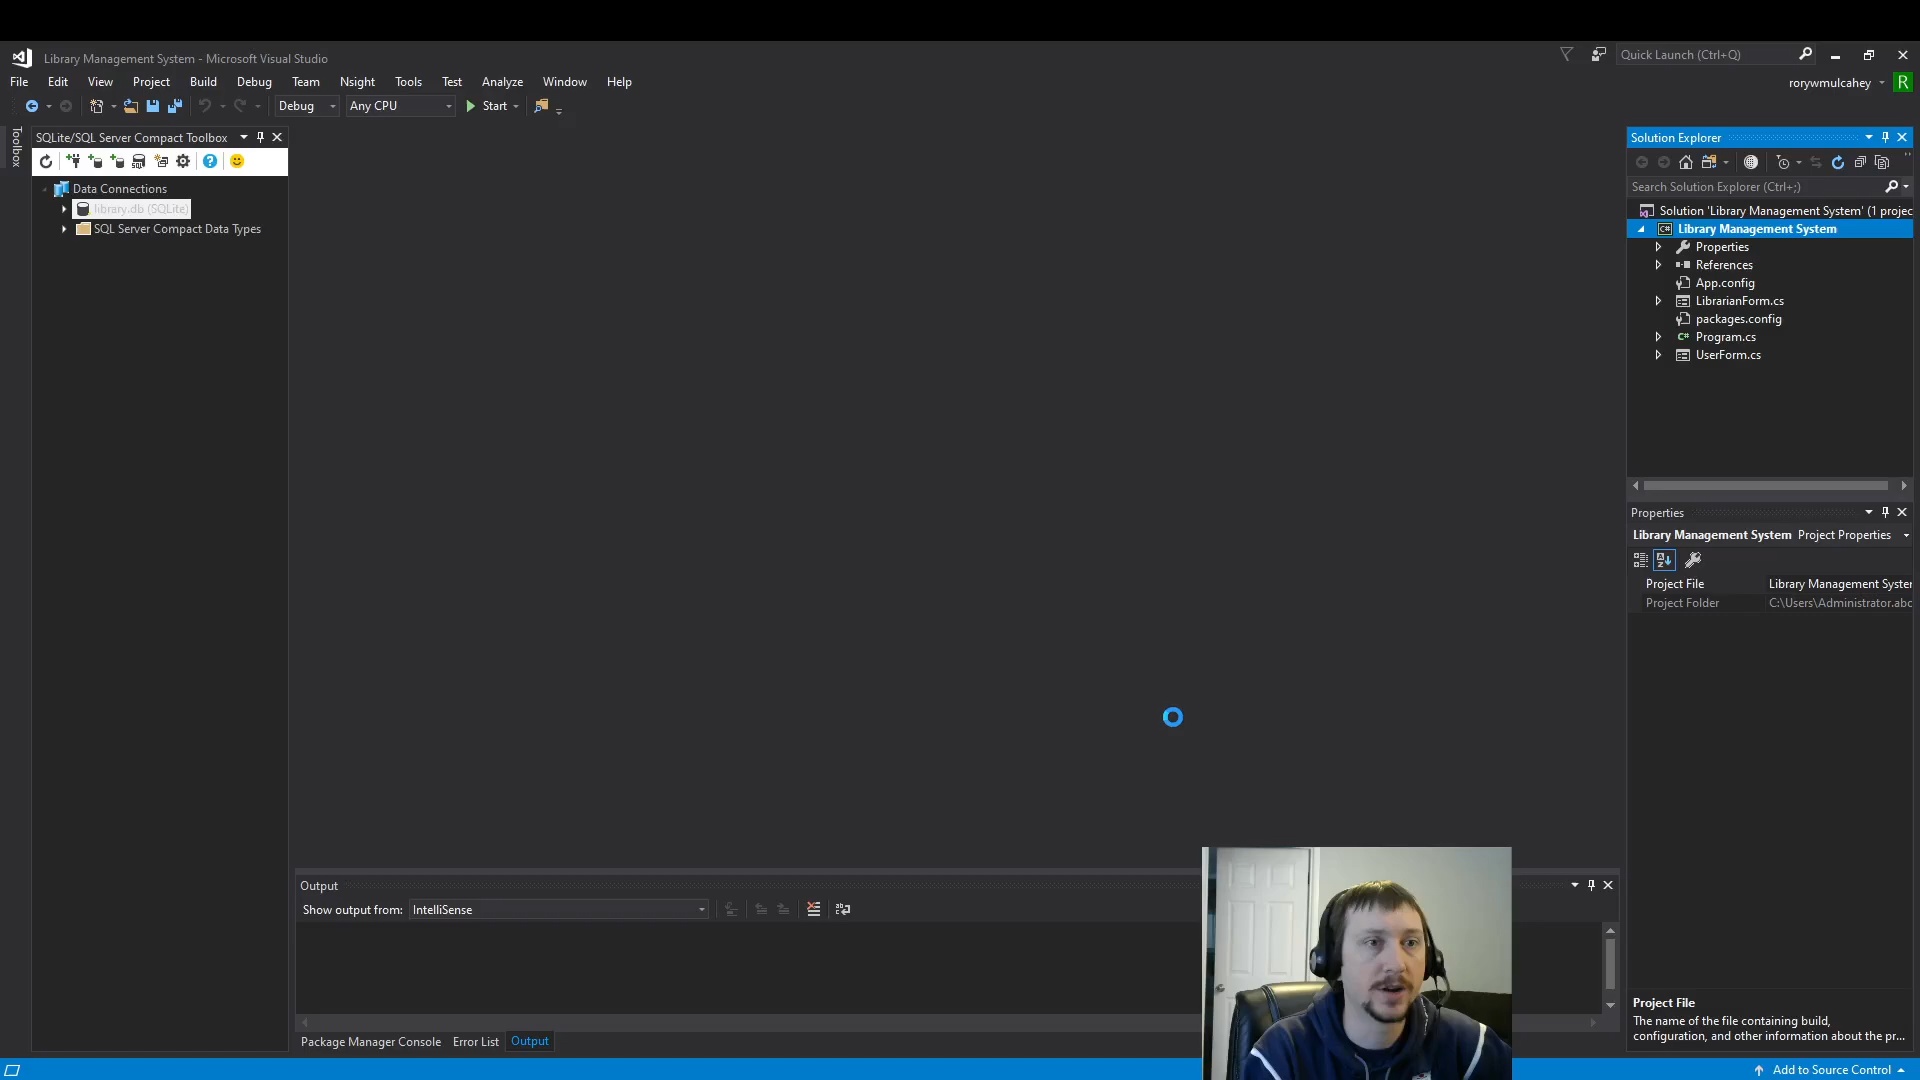 Library Management System - Microsoft Visual Studio
Quick Launch (Ctrl+Q)
File Edit View Project Build Debug Team Nsight Tools Test Analyze Window Help
rorywmulcahey R
Debug Any CPU Start
Toolbox
SQLite/SQL Server Compact Toolbox
Data Connections
library.db (SQLite)
SQL Server Compact Data Types
Solution Explorer
Search Solution Explorer (Ctrl+;)
Solution 'Library Management System' (1 projec
C# Library Management System
Properties
References
App.config
LibrarianForm.cs
packages.config
C# Program.cs
UserForm.cs
Properties
Library Management System Project Properties
Project File Library Management System
Project Folder C:\Users\Administrator.abc
Project File
The name of the file containing build,
configuration, and other information about the pr...
Output
Show output from: IntelliSense
Package Manager Console Error List Output
Add to Source Control